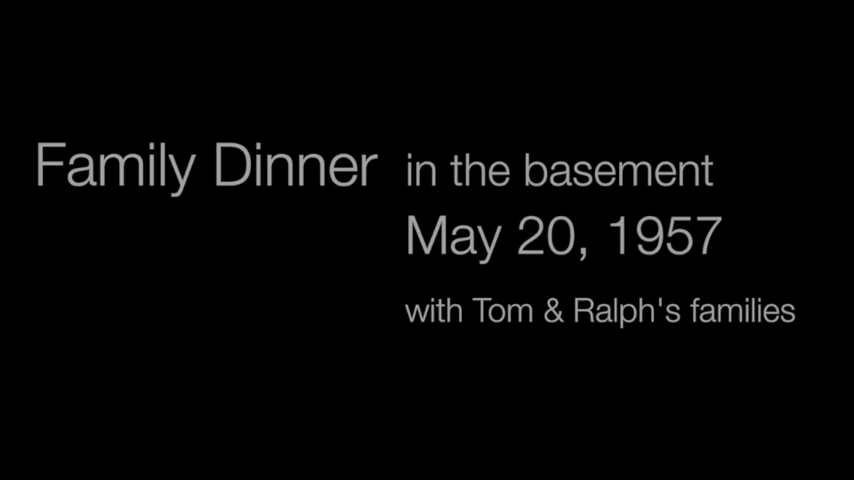 Family Dinner in the basement
May 20, 1957
with Tom & Ralph's families